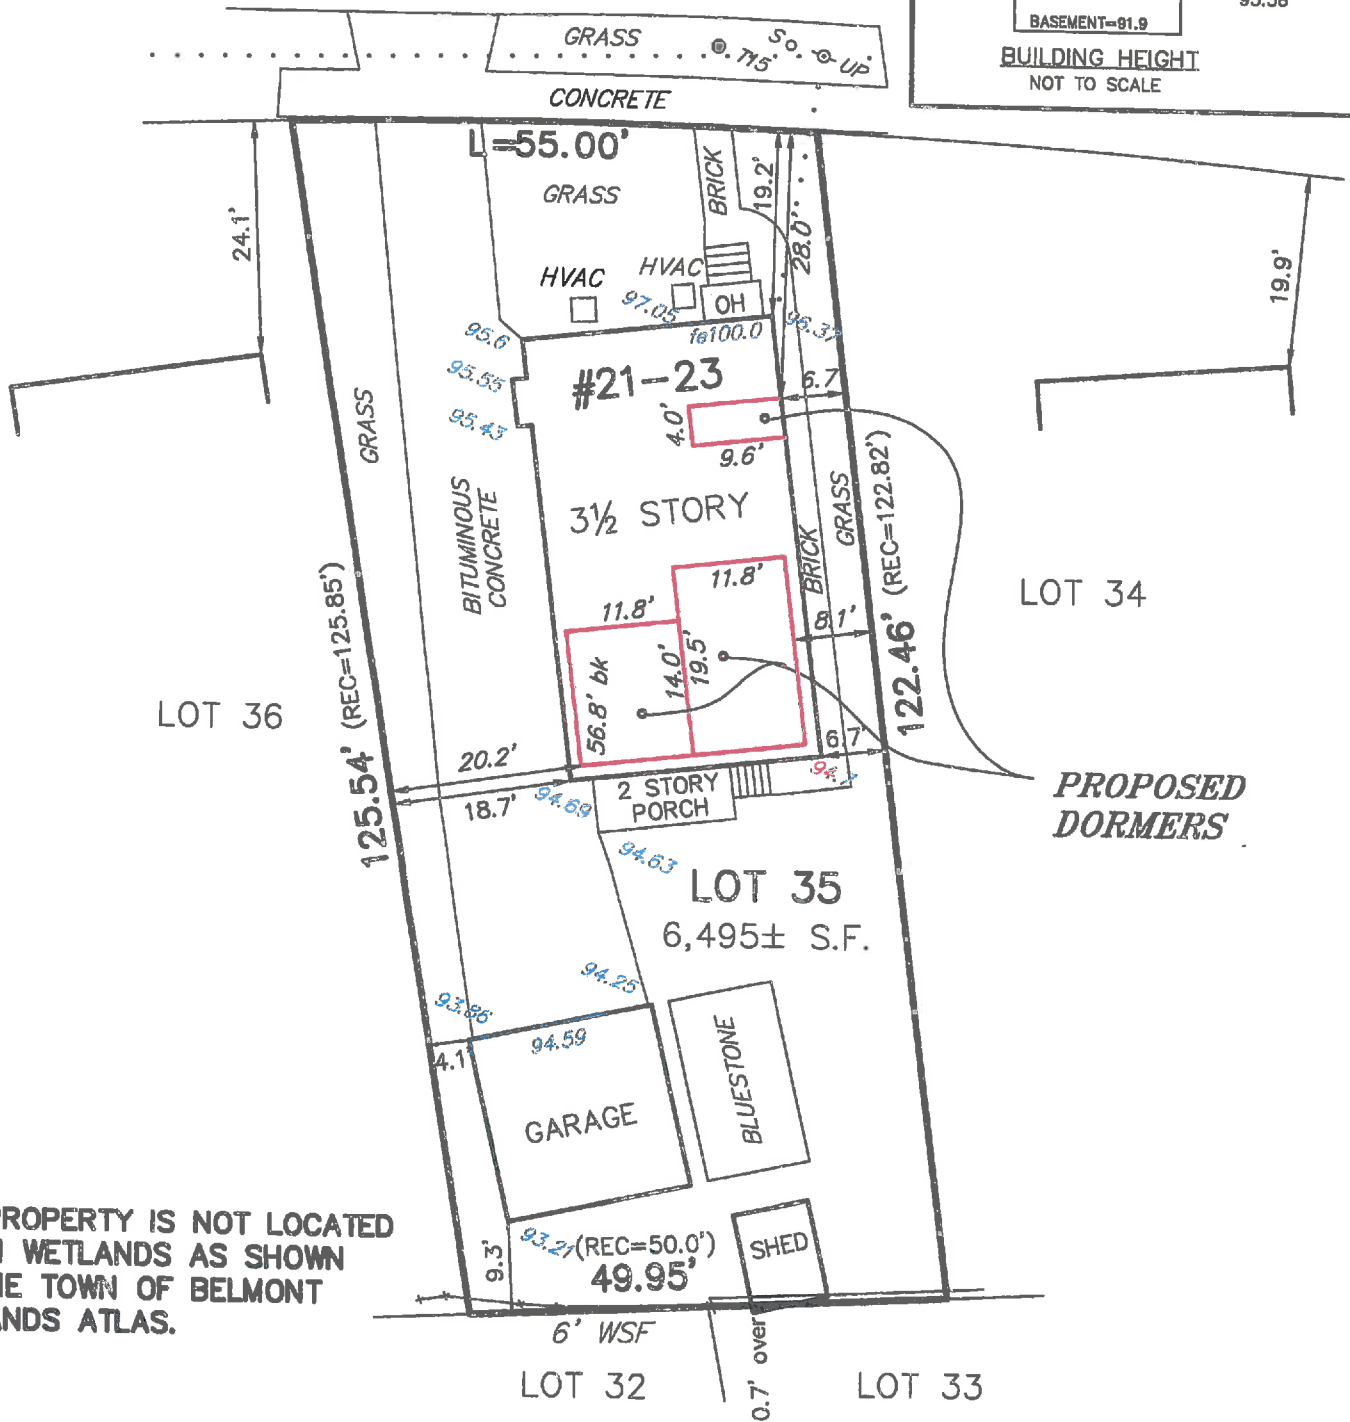 BASEMENT=91.9
BUILDING HEIGHT
NOT TO SCALE
GRASS
T15
SO
UP
CONCRETE
L=55.00'
GRASS
BRICK
19.2'
28.0'
24.1'
19.9'
HVAC
HVAC
OH
97.05
fe100.0
95.6
95.55
95.43
#21-23
6.7
4.0'
9.6'
GRASS
BITUMINOUS
CONCRETE
3½ STORY
BRICK
GRASS
122.46' (REC=122.82')
LOT 34
11.8'
11.8'
8.1'
56.8' bk
14.0'
19.5'
LOT 36
125.54' (REC=125.85')
20.2'
18.7'
6.7'
94.69
2 STORY
PORCH
PROPOSED
DORMERS
94.63
LOT 35
6,495± S.F.
94.25
93.86
94.59
4.1'
GARAGE
BLUESTONE
PROPERTY IS NOT LOCATED
WETLANDS AS SHOWN
TOWN OF BELMONT
ATLAS.
9.3'
93.21
(REC=50.0')
49.95'
SHED
6' WSF
0.7' over
LOT 32
LOT 33